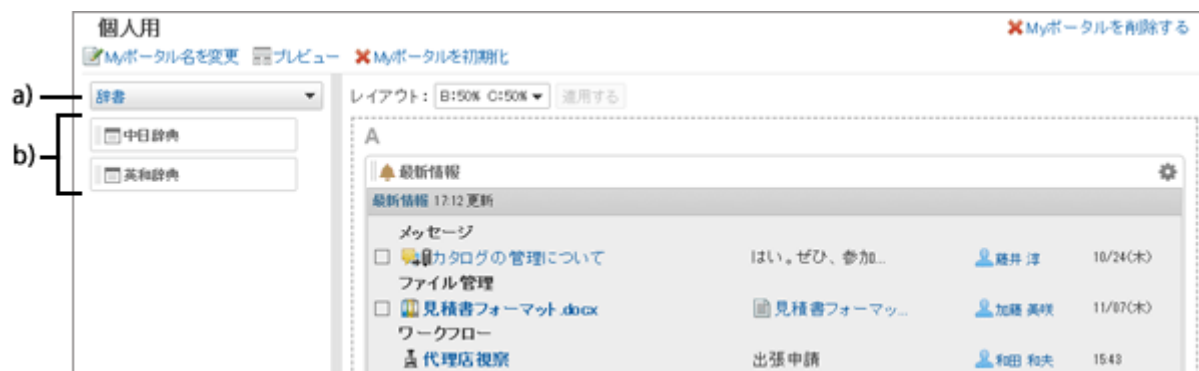 個人用
Myポータルを削除する
Myポータル名を変更 プレビュー Myポータルを初期化
a) 辞書
レイアウト: B:50% C:50% 適用する
b) 中日辞典
英和辞典
A
最新情報
最新情報 17:12 更新
メッセージ
カタログの管理について はい。ぜひ、参加... 藤井 淳 10/24(木)
ファイル管理
見積書フォーマット.docx 見積書フォーマッ... 加藤 美咲 11/07(木)
ワークフロー
代理店視察 出張申請 和田 和夫 15:43